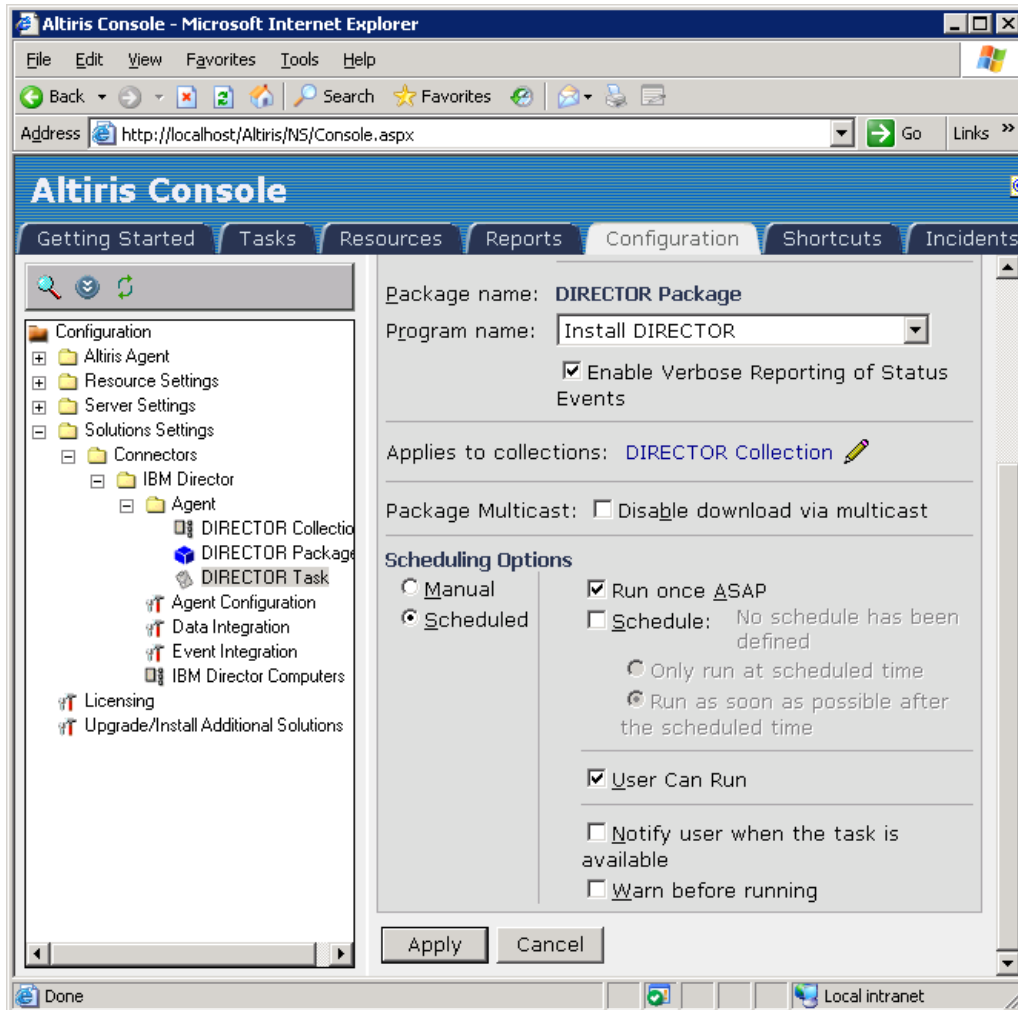 Altiris Console - Microsoft Internet Explorer
File Edit View Favorites Tools Help
Back Search Favorites
Address http://localhost/Altiris/NS/Console.aspx Go Links »
Altiris Console
Getting Started Tasks Resources Reports Configuration Shortcuts Incidents
Configuration
Altiris Agent
Resource Settings
Server Settings
Solutions Settings
Connectors
IBM Director
Agent
DIRECTOR Collectio
DIRECTOR Package
DIRECTOR Task
Agent Configuration
Data Integration
Event Integration
IBM Director Computers
Licensing
Upgrade/Install Additional Solutions
Package name: DIRECTOR Package
Program name: Install DIRECTOR
Enable Verbose Reporting of Status
Events
Applies to collections: DIRECTOR Collection
Package Multicast: Disable download via multicast
Scheduling Options
Manual
Scheduled
Run once ASAP
Schedule: No schedule has been
defined
Only run at scheduled time
Run as soon as possible after
the scheduled time
User Can Run
Notify user when the task is
available
Warn before running
Apply Cancel
Done Local intranet